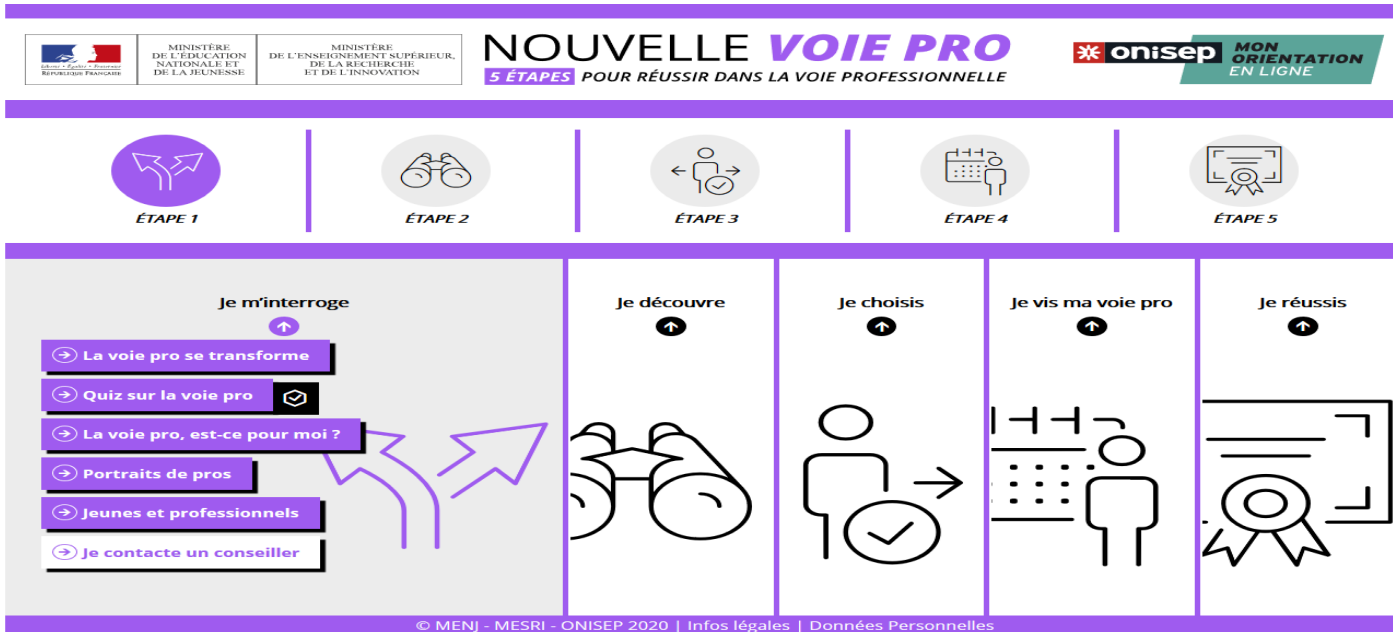 Liberté • Égalité • Fraternité
RÉPUBLIQUE FRANÇAISE
MINISTÈRE
DE L'ÉDUCATION
NATIONALE ET
DE LA JEUNESSE
MINISTÈRE
DE L'ENSEIGNEMENT SUPÉRIEUR,
DE LA RECHERCHE
ET DE L'INNOVATION
NOUVELLE VOIE PRO
5 ÉTAPES POUR RÉUSSIR DANS LA VOIE PROFESSIONNELLE
onisep
MON
ORIENTATION
EN LIGNE
ÉTAPE 1
ÉTAPE 2
ÉTAPE 3
ÉTAPE 4
ÉTAPE 5
Je m'interroge
La voie pro se transforme
Quiz sur la voie pro
La voie pro, est-ce pour moi ?
Portraits de pros
Jeunes et professionnels
Je contacte un conseiller
Je découvre
Je choisis
Je vis ma voie pro
Je réussis
© MENJ - MESRI - ONISEP 2020 | Infos légales | Données Personnelles